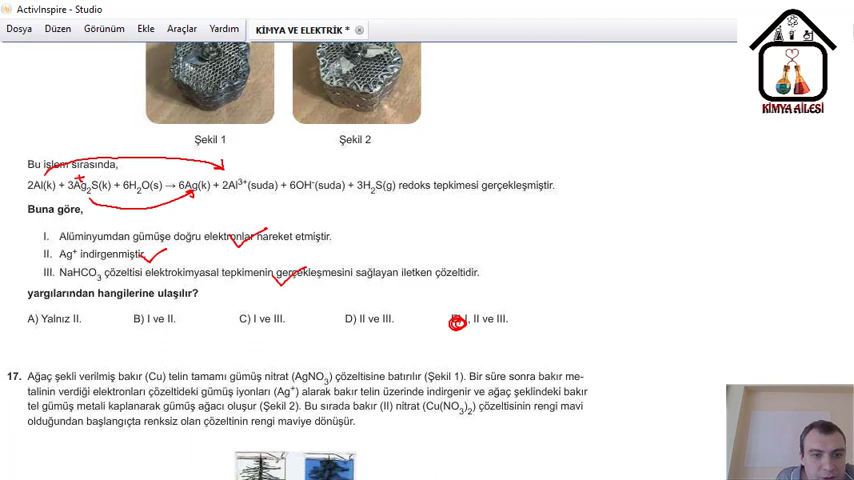 ActivInspire - Studio
Dosya Düzen Görünüm Ekle Araçlar Yardım KİMYA VE ELEKTRİK *
KİMYA AİLESİ
Şekil 1 Şekil 2
Bu işlem sırasında,
2Al(k) + 3Ag₂S(k) + 6H₂O(s) → 6Ag(k) + 2Al³⁺(suda) + 6OH⁻(suda) + 3H₂S(g) redoks tepkimesi gerçekleşmiştir.
Buna göre,
I. Alüminyumdan gümüşe doğru elektronlar hareket etmiştir.
II. Ag⁺ indirgenmiştir.
III. NaHCO₃ çözeltisi elektrokimyasal tepkimenin gerçekleşmesini sağlayan iletken çözeltidir.
yargılarından hangilerine ulaşılır?
A) Yalnız II. B) I ve II. C) I ve III. D) II ve III. E) I, II ve III.
17. Ağaç şekli verilmiş bakır (Cu) telin tamamı gümüş nitrat (AgNO₃) çözeltisine batırılır (Şekil 1). Bir süre sonra bakır me-
talinin verdiği elektronları çözeltideki gümüş iyonları (Ag⁺) alarak bakır telin üzerinde indirgenir ve ağaç şeklindeki bakır
tel gümüş metali kaplanarak gümüş ağacı oluşur (Şekil 2). Bu sırada bakır (II) nitrat (Cu(NO₃)₂) çözeltisinin rengi mavi
olduğundan başlangıçta renksiz olan çözeltinin rengi maviye dönüşür.